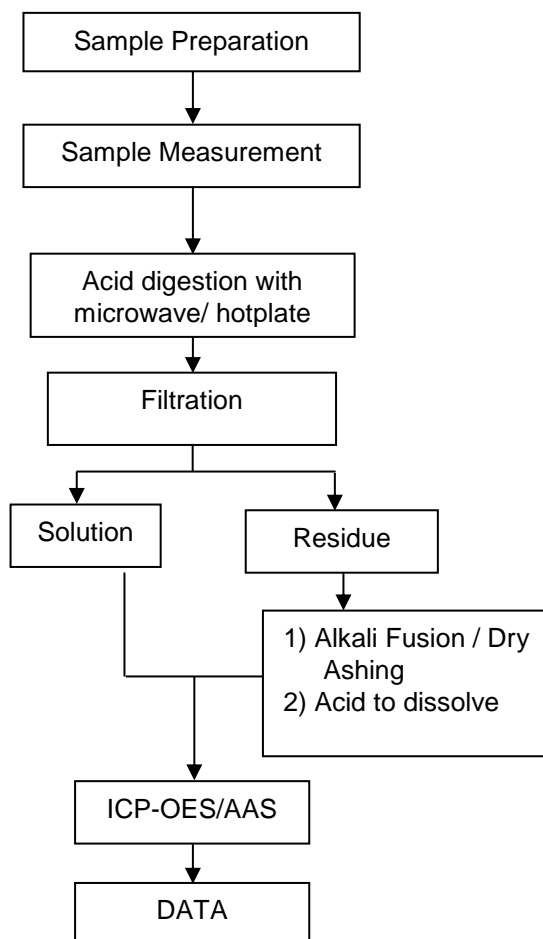 Sample Preparation
Sample Measurement
Acid digestion with
microwave/ hotplate
Filtration
Solution
Residue
1) Alkali Fusion / Dry
Ashing
2) Acid to dissolve
ICP-OES/AAS
DATA